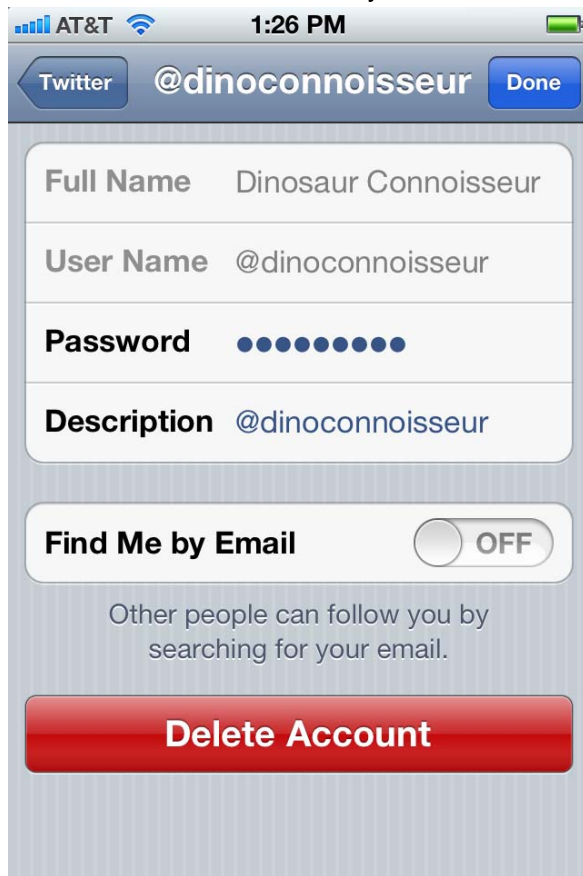 AT&T 1:26 PM
Twitter @dinoconnoisseur Done
Full Name Dinosaur Connoisseur
User Name @dinoconnoisseur
Password ●●●●●●●●●
Description @dinoconnoisseur
Find Me by Email OFF
Other people can follow you by
searching for your email.
Delete Account